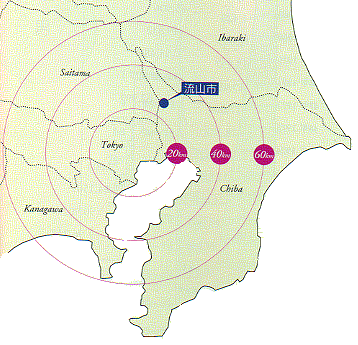 Ibaraki
Saitama
流山市
Tokyo
20km
40km
60km
Chiba
Kanagawa